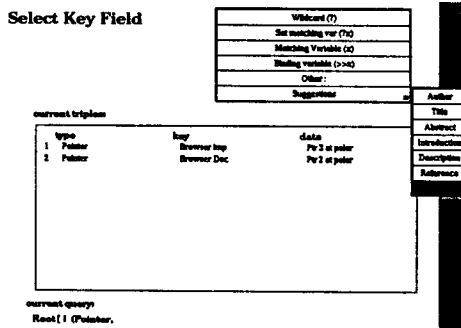 Select Key Field
Wildcard (?)
Set matching var (?x)
Matching Variable (x)
Binding variable (>>x)
Other :
Suggestions
Author
Title
Abstract
Introduction
Description
Reference
current triples:
type key data
1 Pointer Browser Imp Ptr 3 at poler
2 Pointer Browser Doc Ptr 2 at poler
current query:
Root[ 1 (Pointer,